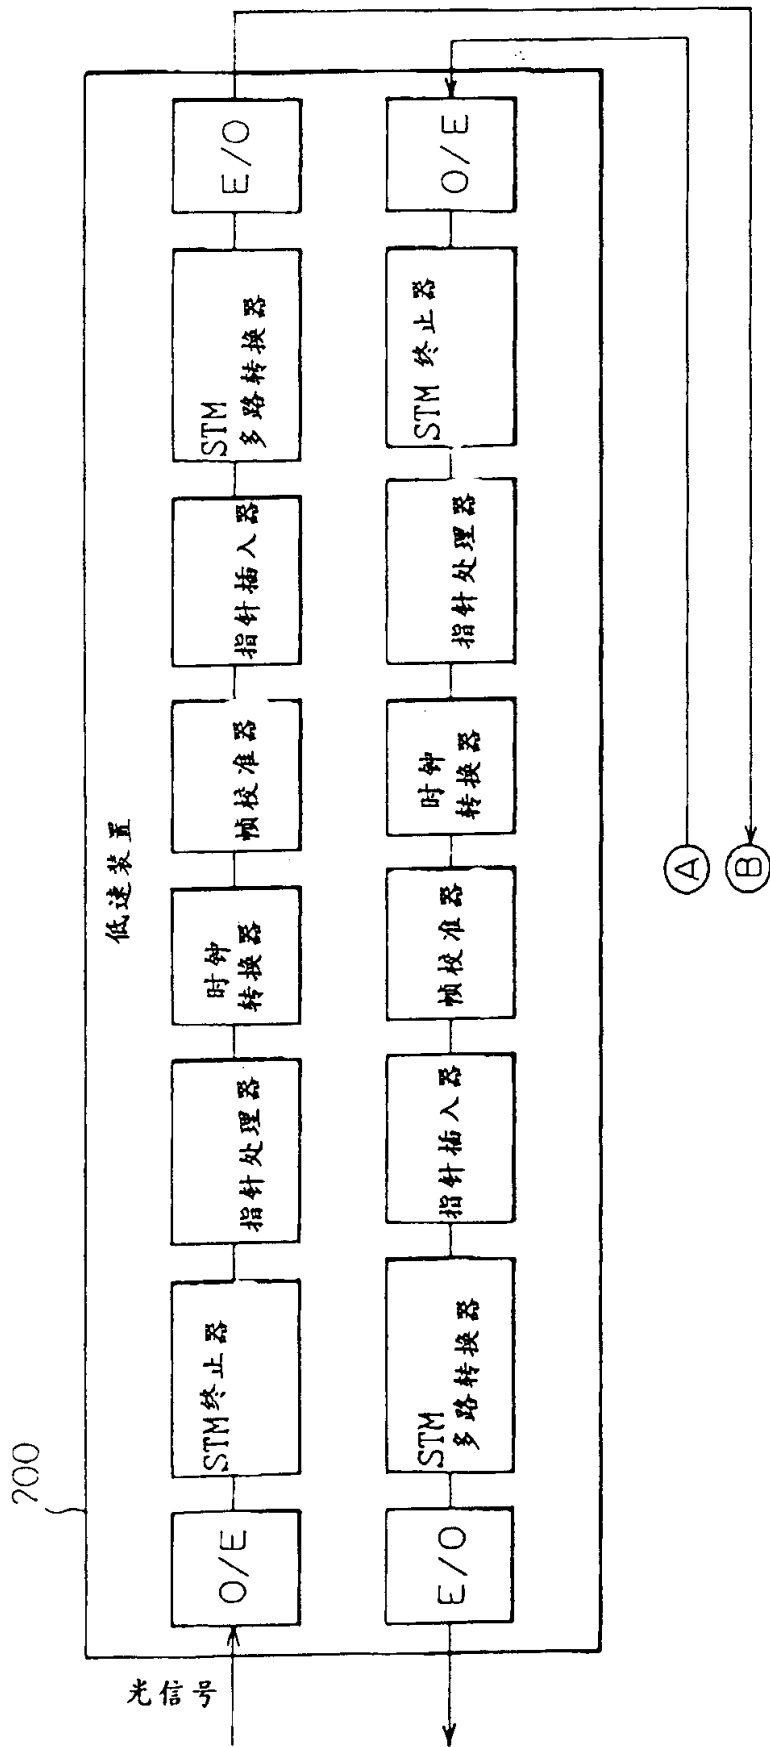 200
低速装置
光信号
O/E
STM终止器
指针处理器
时钟
转换器
帧校准器
指针插入器
STM
多路转换器
E/O
E/O
STM
多路转换器
指针插入器
帧校准器
时钟
转换器
指针处理器
STM 终止器
O/E
A
B